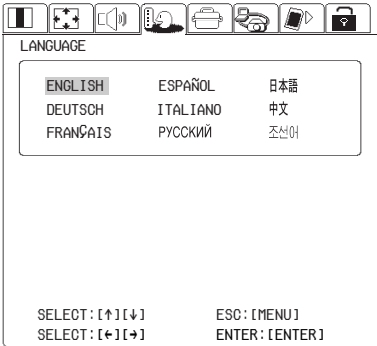 LANGUAGE
ENGLISH ESPAÑOL 日本語
DEUTSCH ITALIANO 中文
FRANÇAIS РУССКИЙ 조선어
SELECT:[↑][↓] ESC:[MENU]
SELECT:[←][→] ENTER:[ENTER]